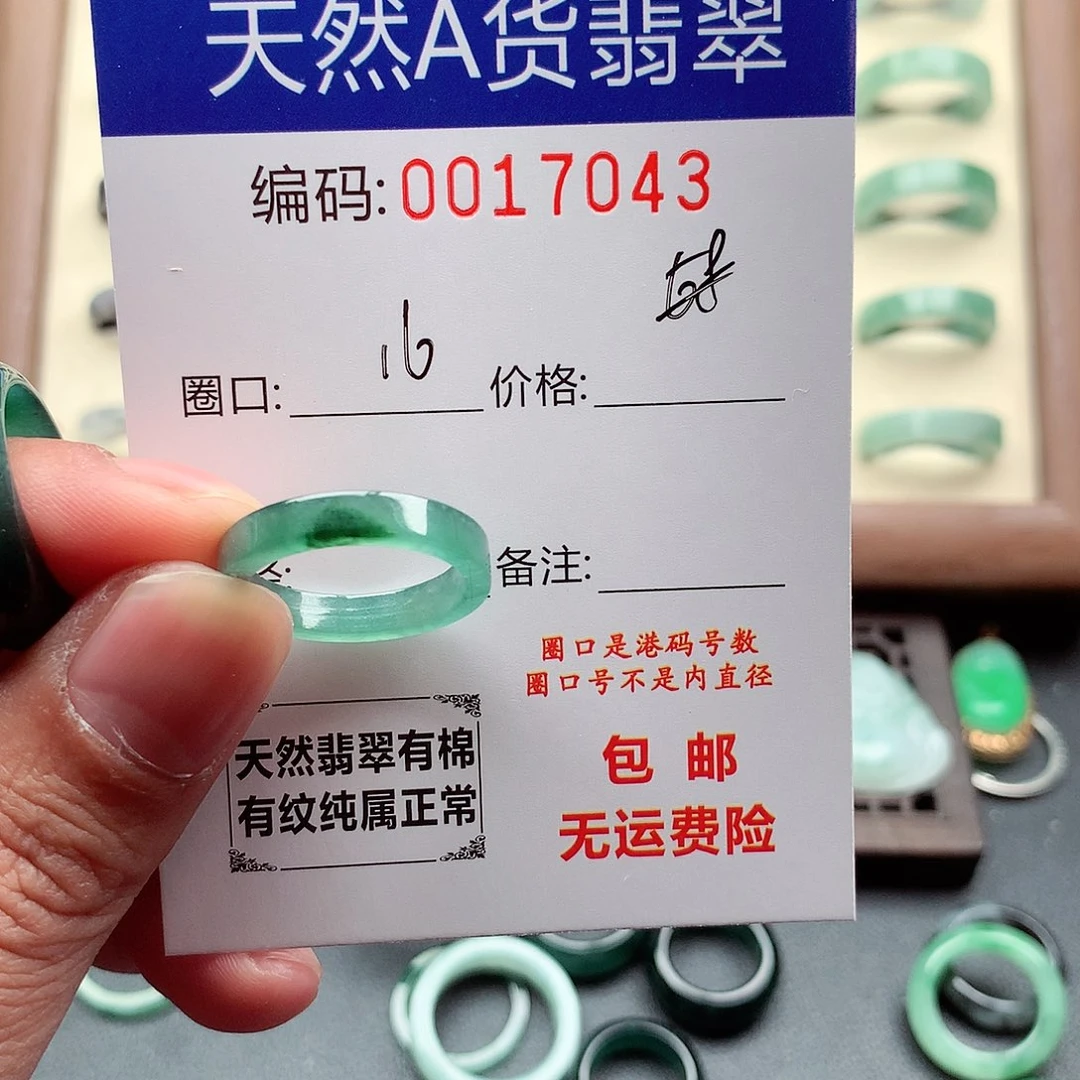 天然A货翡翠
编码: 0017043
圈口: 16 价格:
备注:
圈口是港码号数
圈口号不是内直径
天然翡翠有棉
有纹纯属正常
包邮
无运费险